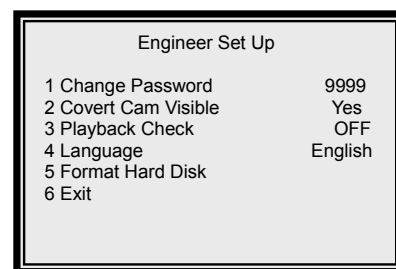 Engineer Set Up
1 Change Password 9999
2 Covert Cam Visible Yes
3 Playback Check OFF
4 Language English
5 Format Hard Disk
6 Exit